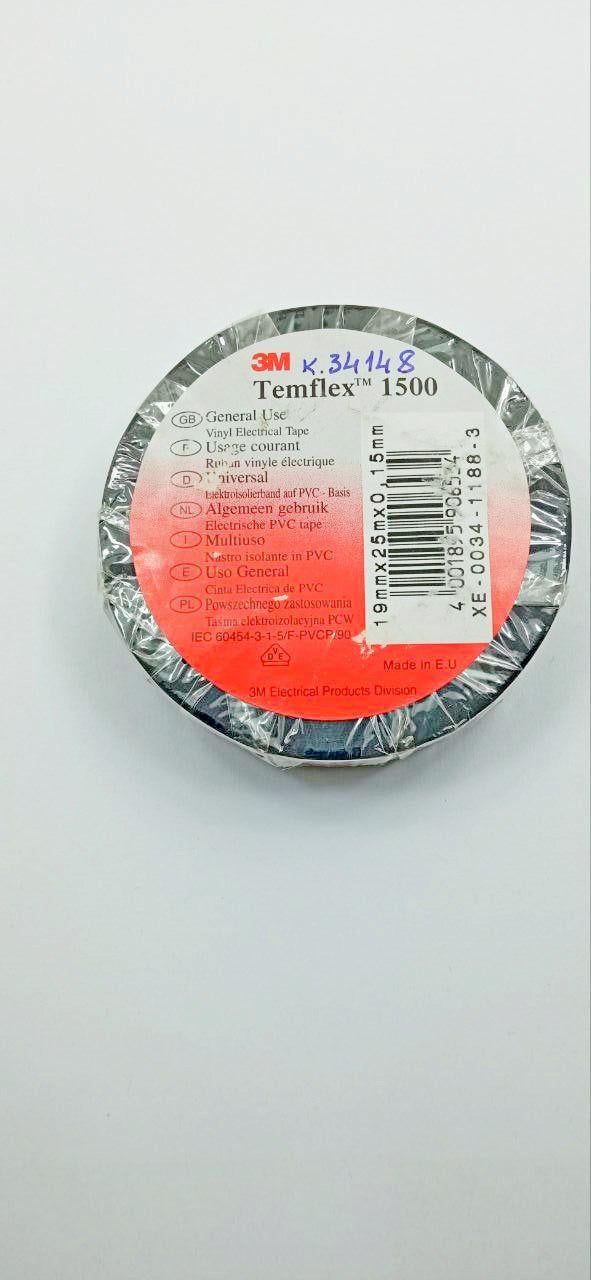 3M K.34148
Temflex™ 1500
GB General Use
Vinyl Electrical Tape
F Usage courant
Ruban vinyle électrique
D Universal
Elektroisolierband auf PVC - Basis
NL Algemeen gebruik
Electrische PVC tape
I Multiuso
Nastro isolante in PVC
E Uso General
Cinta Electrica de PVC
PL Powszechnego zastosowania
Taśma elektroizolacyjna PCW
IEC 60454-3-1-5/F-PVCP/90
VDE
Made in E.U
3M Electrical Products Division
19mmx25mx0,15mm
XE-0034-1188-3